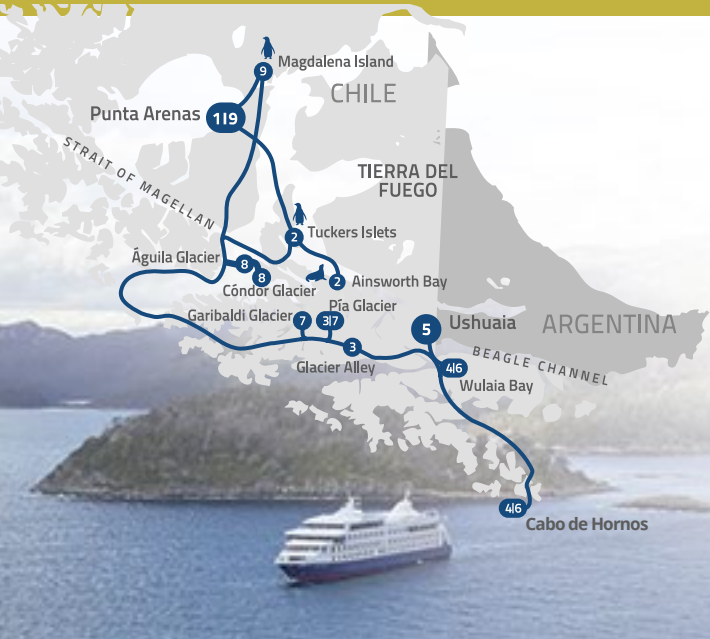 9
Magdalena Island
CHILE
Punta Arenas
1|9
STRAIT OF MAGELLAN
TIERRA DEL
FUEGO
2
Tuckers Islets
Águila Glacier
8
8
Cóndor Glacier
2
Ainsworth Bay
Pía Glacier
Garibaldi Glacier
7
3|7
5
Ushuaia
ARGENTINA
3
Glacier Alley
BEAGLE CHANNEL
4|6
Wulaia Bay
4|6
Cabo de Hornos